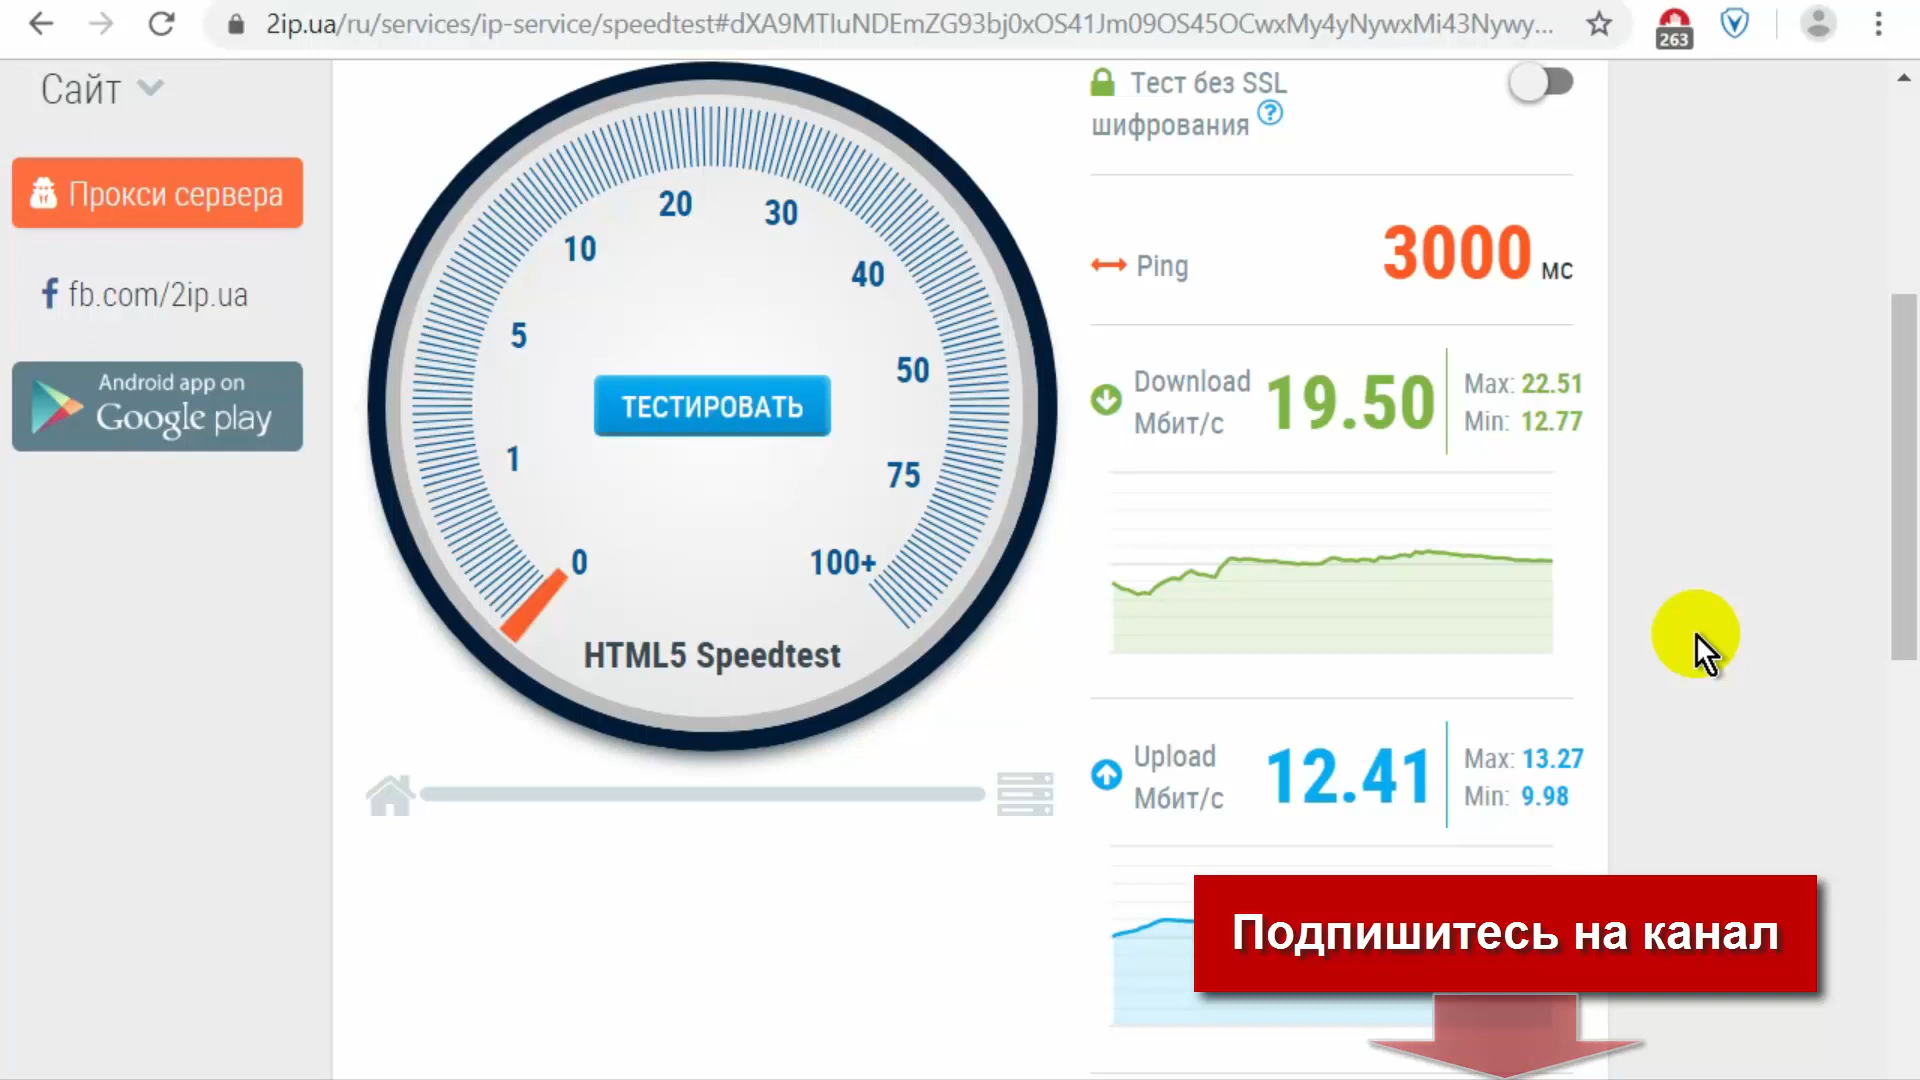 2ip.ua/ru/services/ip-service/speedtest#dXA9MTIuNDEmZG93bj0xOS41Jm09OS45OCwxMy4yNywxMi43Nywy...
263
Сайт
Прокси сервера
fb.com/2ip.ua
Android app on
Google play
0
1
5
10
20
30
40
50
75
100+
ТЕСТИРОВАТЬ
HTML5 Speedtest
Тест без SSL
шифрования ?
Ping 3000 мс
Download
Мбит/с
19.50
Max: 22.51
Min: 12.77
Upload
Мбит/с
12.41
Max: 13.27
Min: 9.98
Подпишитесь на канал